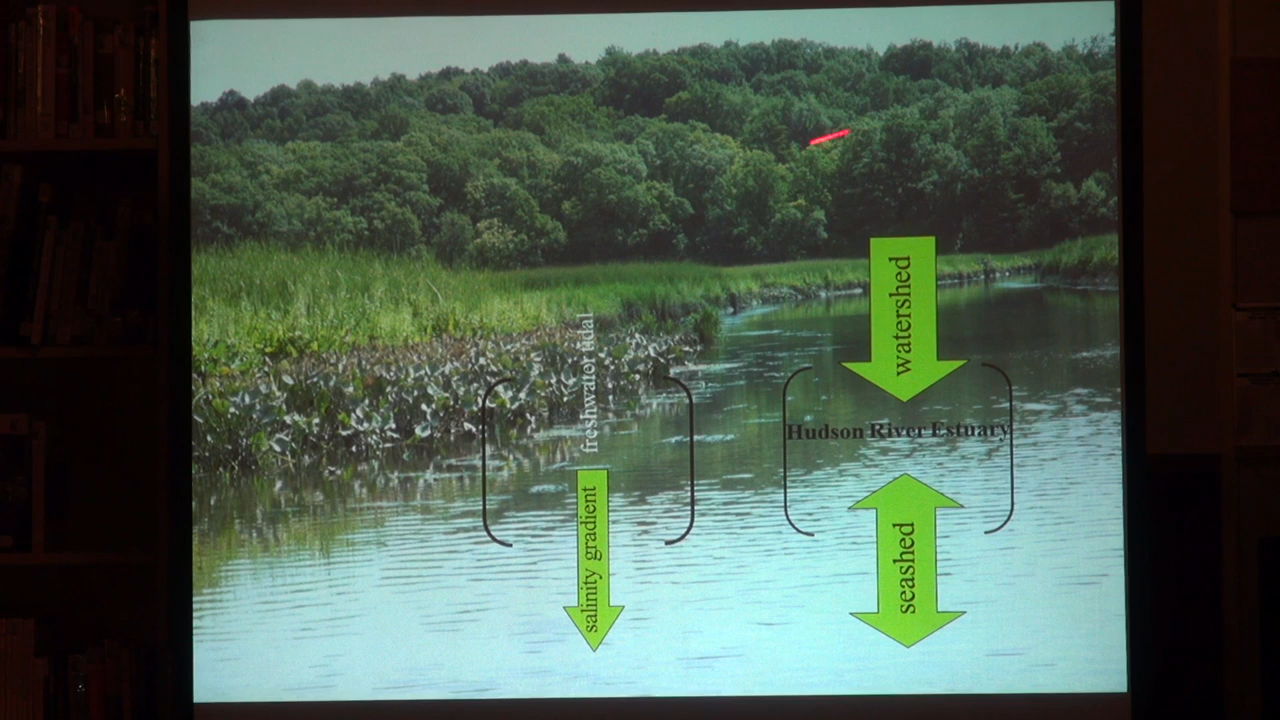 watershed
freshwater tidal
Hudson River Estuary
salinity gradient
seashed